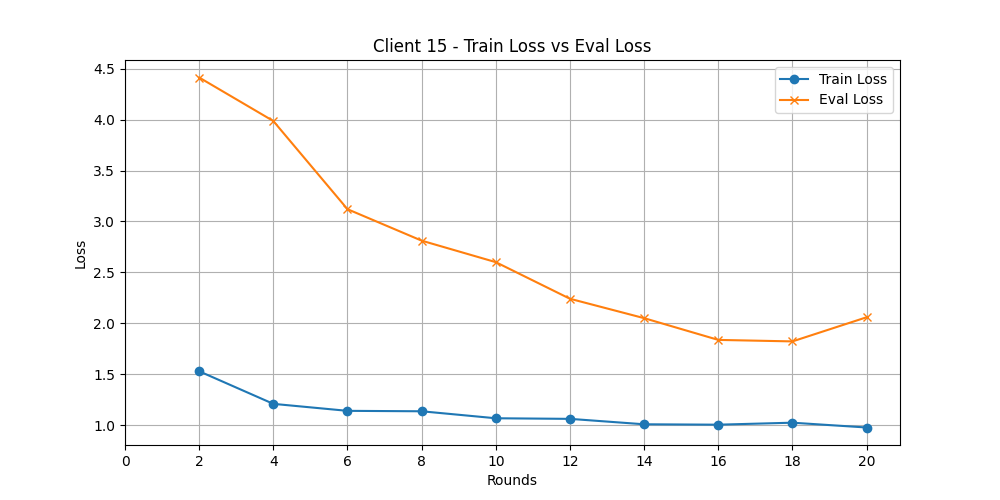 Client 15 - Train Loss vs Eval Loss
Train Loss
Eval Loss
4.5
4.0
3.5
3.0
2.5
2.0
1.5
1.0
Loss
0 2 4 6 8 10 12 14 16 18 20
Rounds